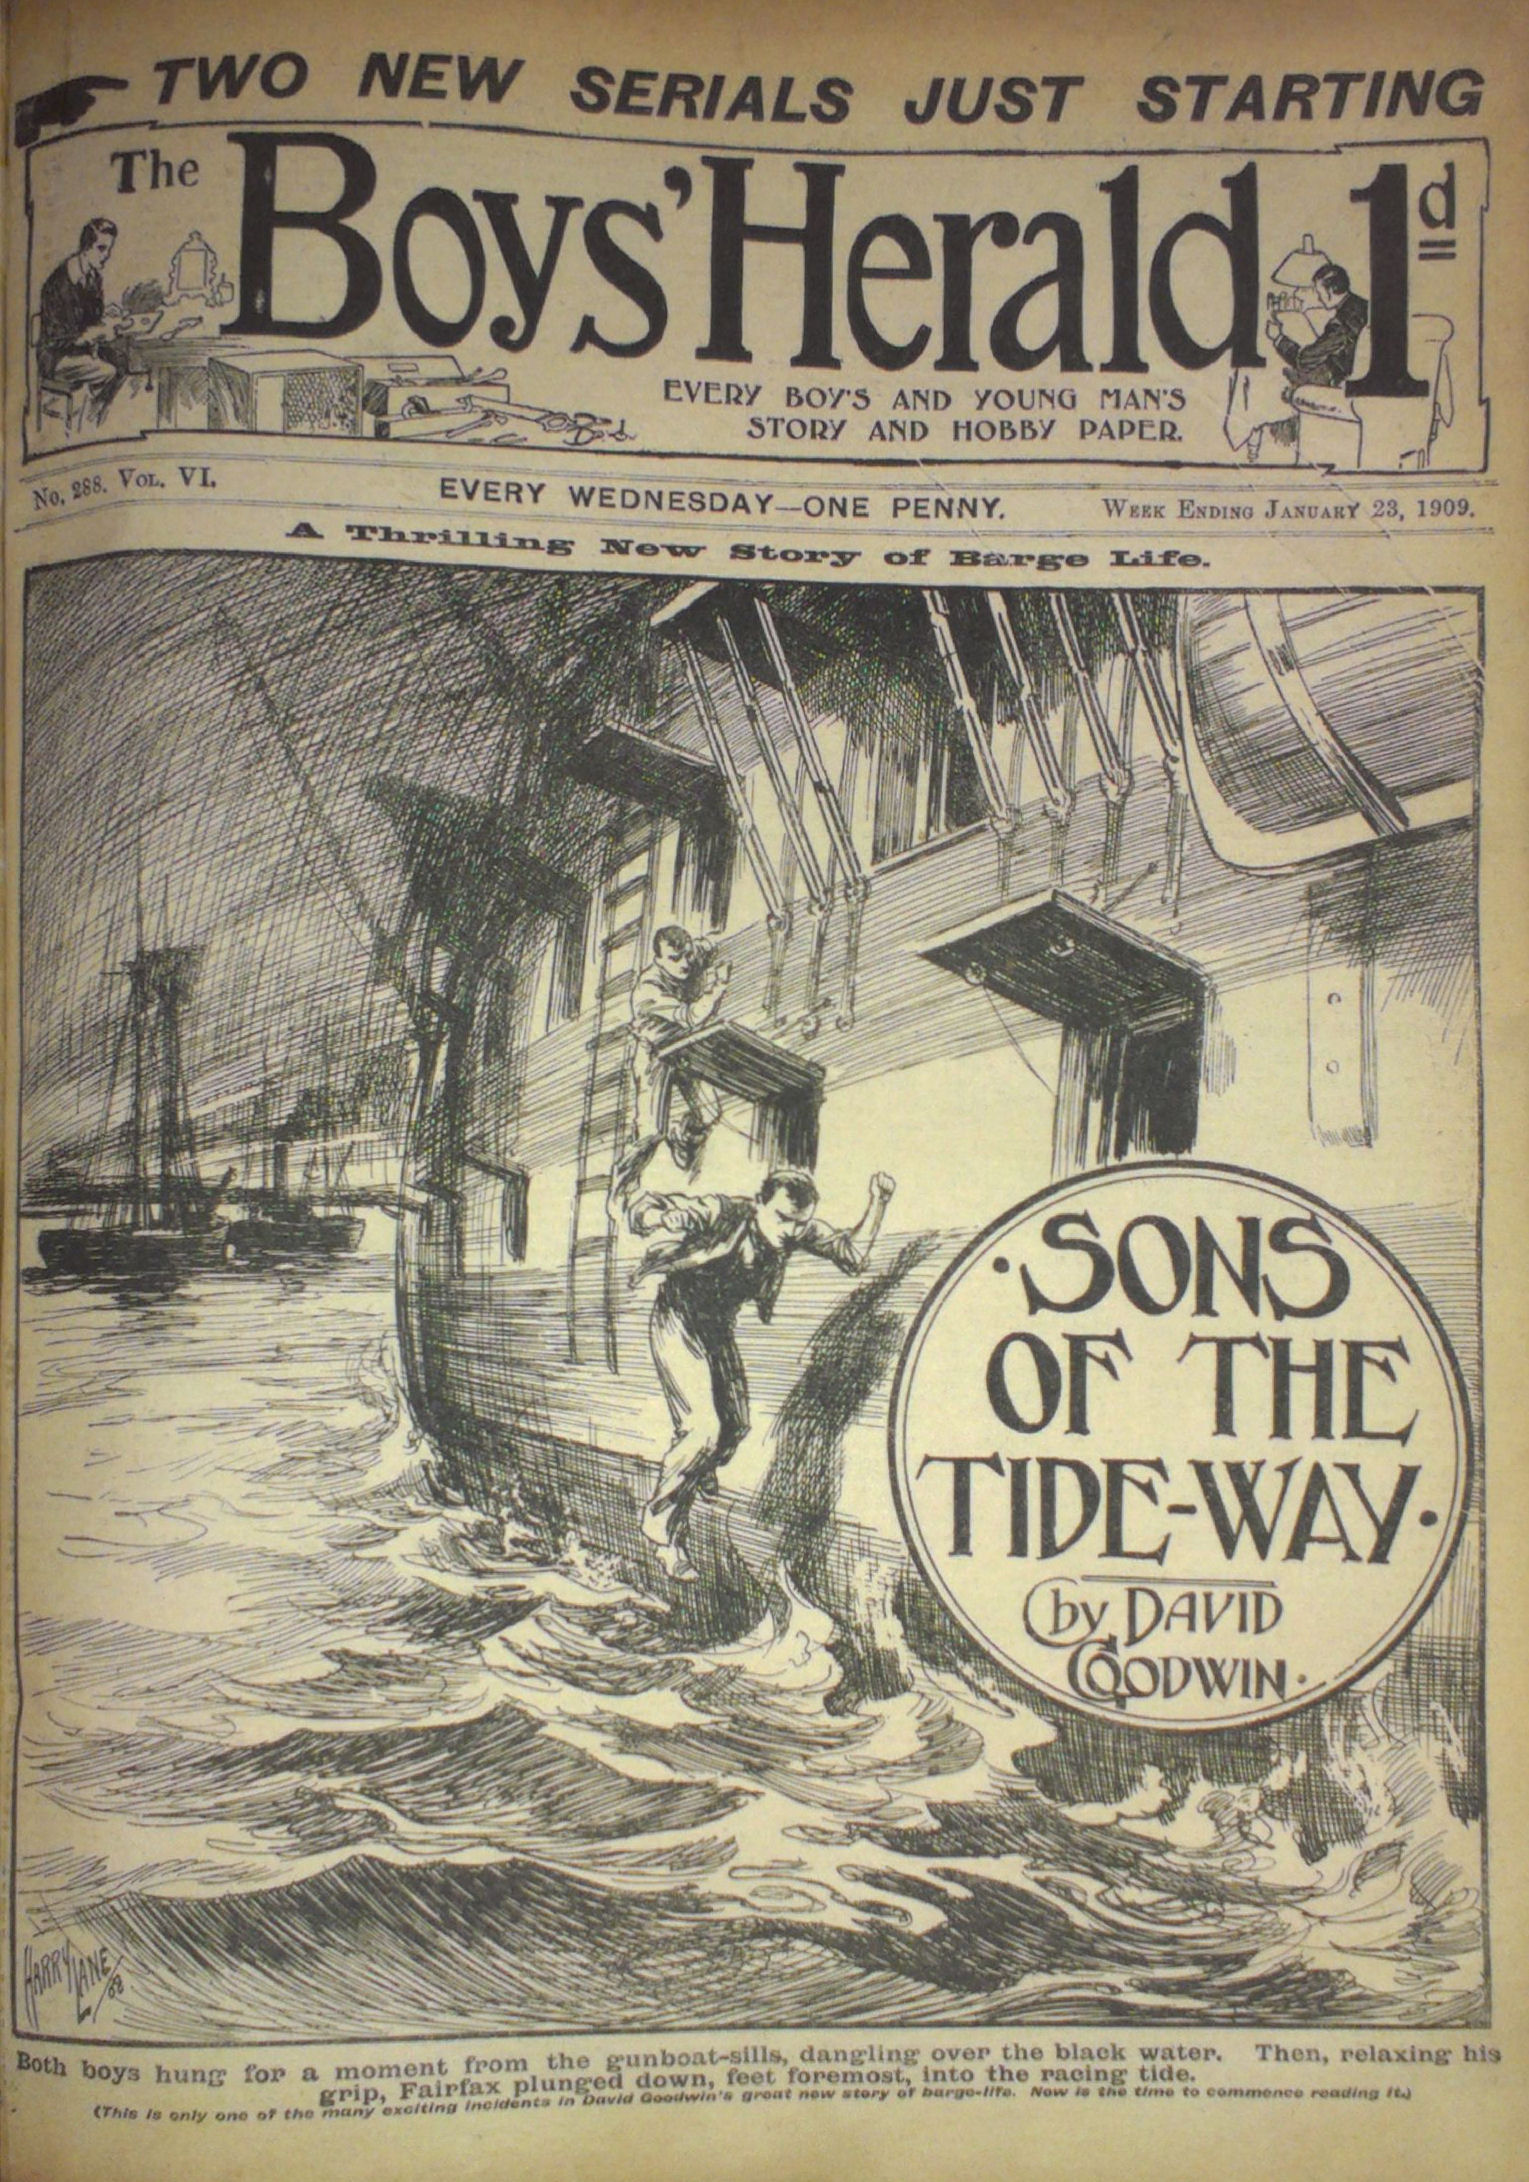 TWO NEW SERIALS JUST STARTING
The Boys' Herald 1d
EVERY BOY'S AND YOUNG MAN'S
STORY AND HOBBY PAPER.
No. 288. VOL. VI. EVERY WEDNESDAY—ONE PENNY. WEEK ENDING JANUARY 23, 1909.
A Thrilling New Story of Barge Life.
·SONS
OF THE
TIDE-WAY·
by DAVID
GOODWIN·
HARRY LANE /08
Both boys hung for a moment from the gunboat-sills, dangling over the black water. Then, relaxing his
grip, Fairfax plunged down, feet foremost, into the racing tide.
(This is only one of the many exciting incidents in David Goodwin's great new story of barge-life. Now is the time to commence reading it.)